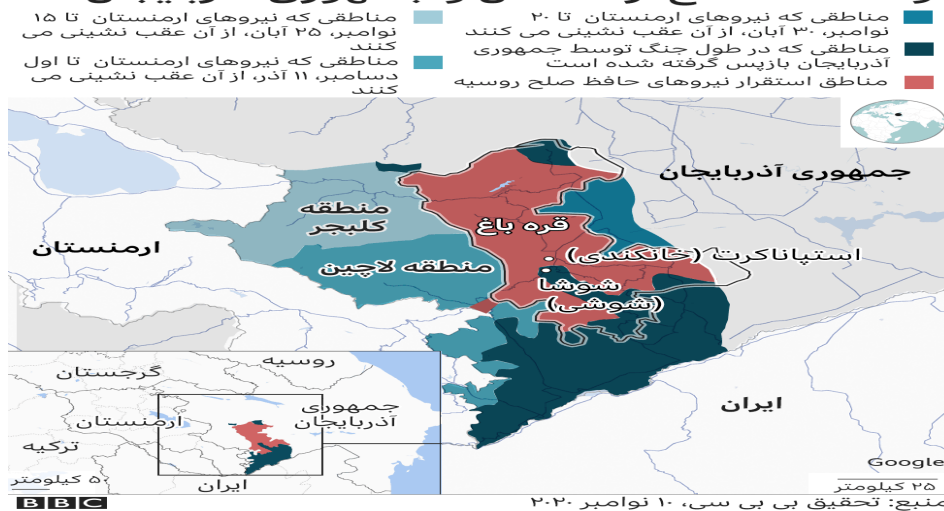 مناطقی که نیروهای ارمنستان تا ۲۰
نوامبر، ۳۰ آبان، از آن عقب نشینی می کنند
مناطقی که در طول جنگ توسط جمهوری
آذربایجان بازپس گرفته شده است
مناطق استقرار نیروهای حافظ صلح روسیه
مناطقی که نیروهای ارمنستان تا ۱۵
نوامبر، ۲۵ آبان، از آن عقب نشینی می
کنند
مناطقی که نیروهای ارمنستان تا اول
دسامبر، ۱۱ آذر، از آن عقب نشینی می
کنند
جمهوری آذربایجان
منطقه
کلبجر
قره باغ
ارمنستان
استپاناکرت (خانکندی)
منطقه لاچین
شوشا
(شوشی)
ایران
روسیه
گرجستان
جمهوری
آذربایجان
ارمنستان
ترکیه
ایران
۵۰ کیلومتر
Google
۲۵ کیلومتر
منبع: تحقیق بی بی سی، ۱۰ نوامبر ۲۰۲۰
BBC